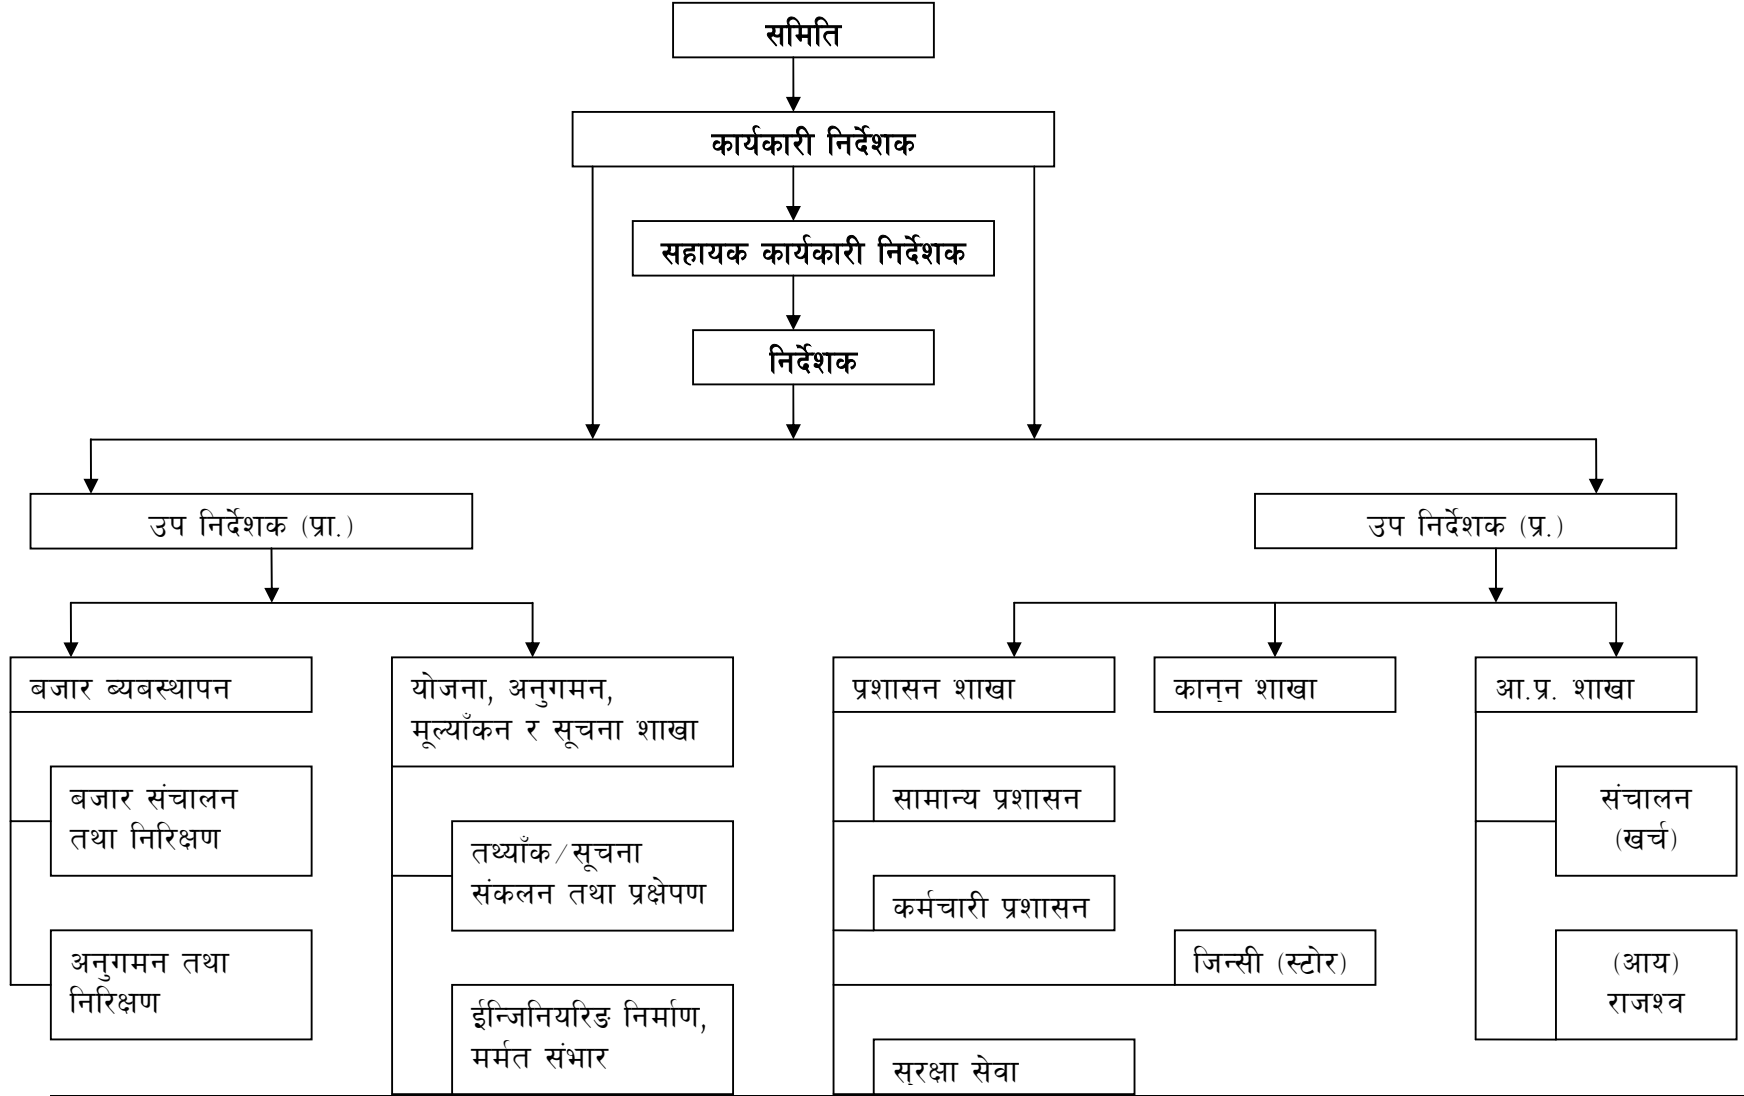 समिति
कार्यकारी निर्देशक
सहायक कार्यकारी निर्देशक
निर्देशक
उप निर्देशक (प्रा.)
उप निर्देशक (प्र.)
बजार ब्यबस्थापन
योजना, अनुगमन,
मूल्याँकन र सूचना शाखा
प्रशासन शाखा
कानून शाखा
आ.प्र. शाखा
बजार संचालन
तथा निरिक्षण
सामान्य प्रशासन
संचालन
(खर्च)
तथ्याँक/सूचना
संकलन तथा प्रक्षेपण
कर्मचारी प्रशासन
अनुगमन तथा
निरिक्षण
जिन्सी (स्टोर)
(आय)
राजश्व
ईन्जिनियरिङ निर्माण,
मर्मत संभार
सुरक्षा सेवा